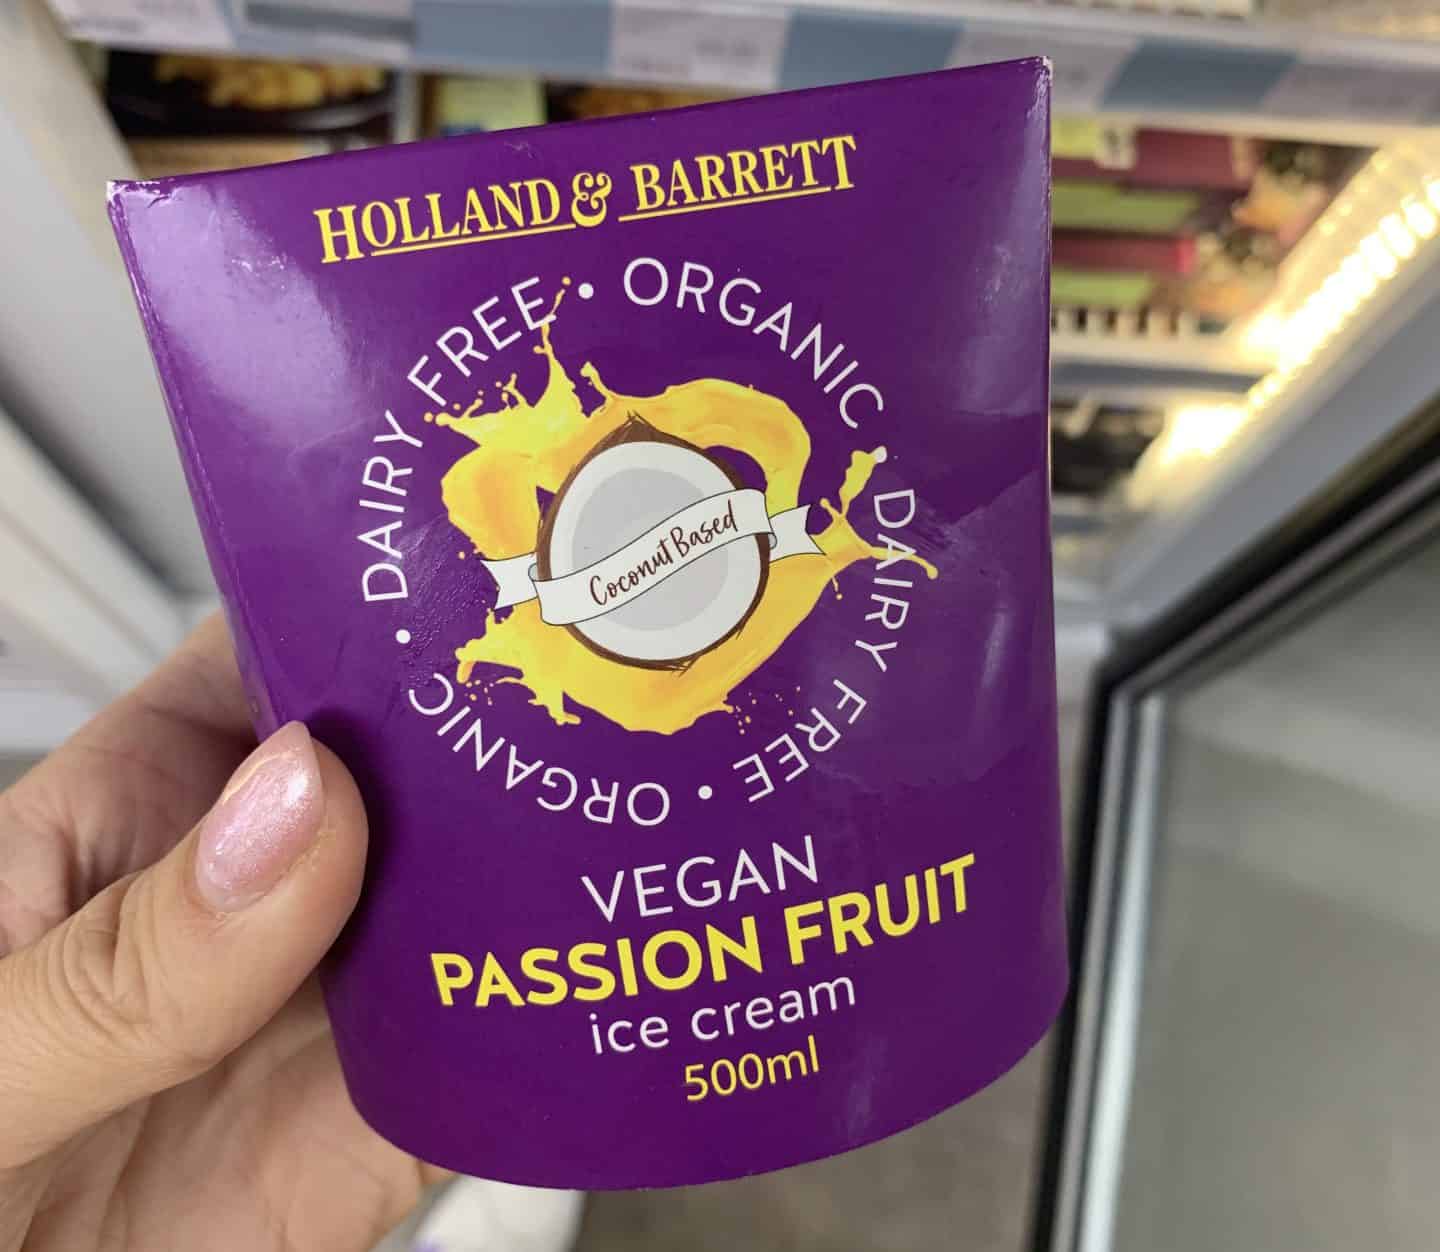 HOLLAND & BARRETT
DAIRY FREE • ORGANIC • DAIRY FREE • ORGANIC •
Coconut Based
VEGAN
PASSION FRUIT
ice cream
500ml